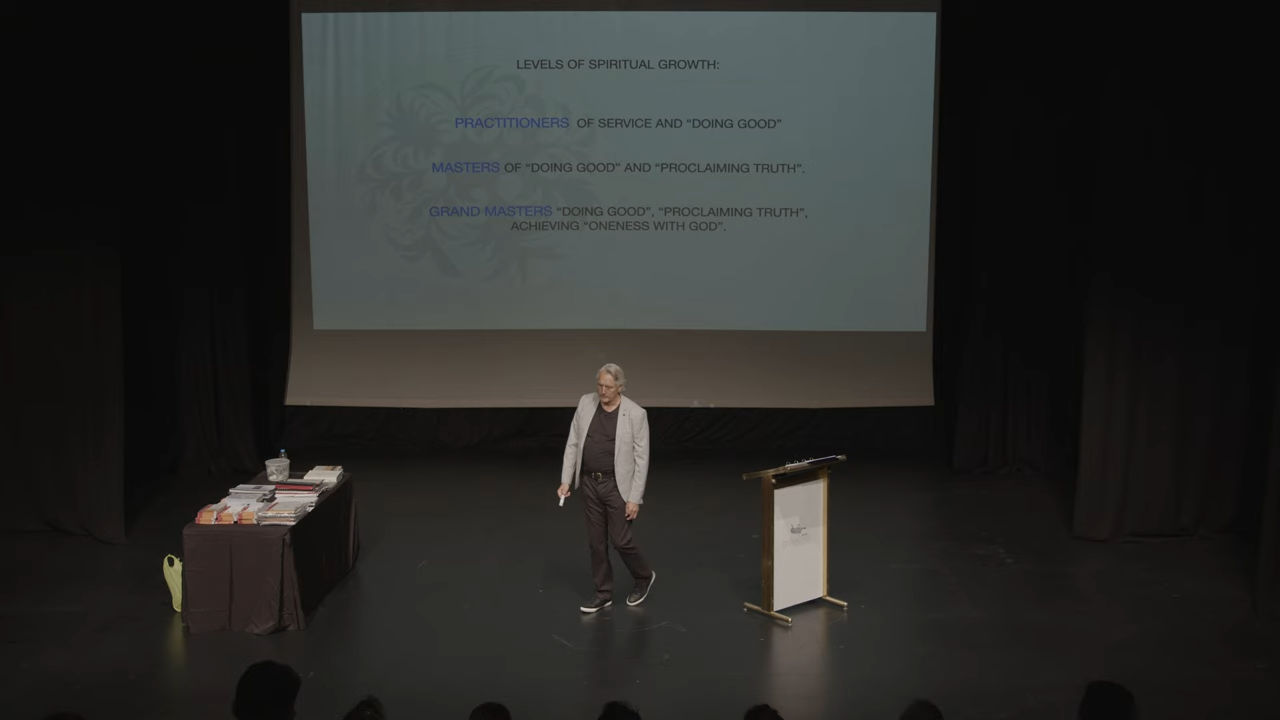 LEVELS OF SPIRITUAL GROWTH:
PRACTITIONERS OF SERVICE AND “DOING GOOD”
MASTERS OF “DOING GOOD” AND “PROCLAIMING TRUTH”.
GRAND MASTERS “DOING GOOD”, “PROCLAIMING TRUTH”,
ACHIEVING “ONENESS WITH GOD”.